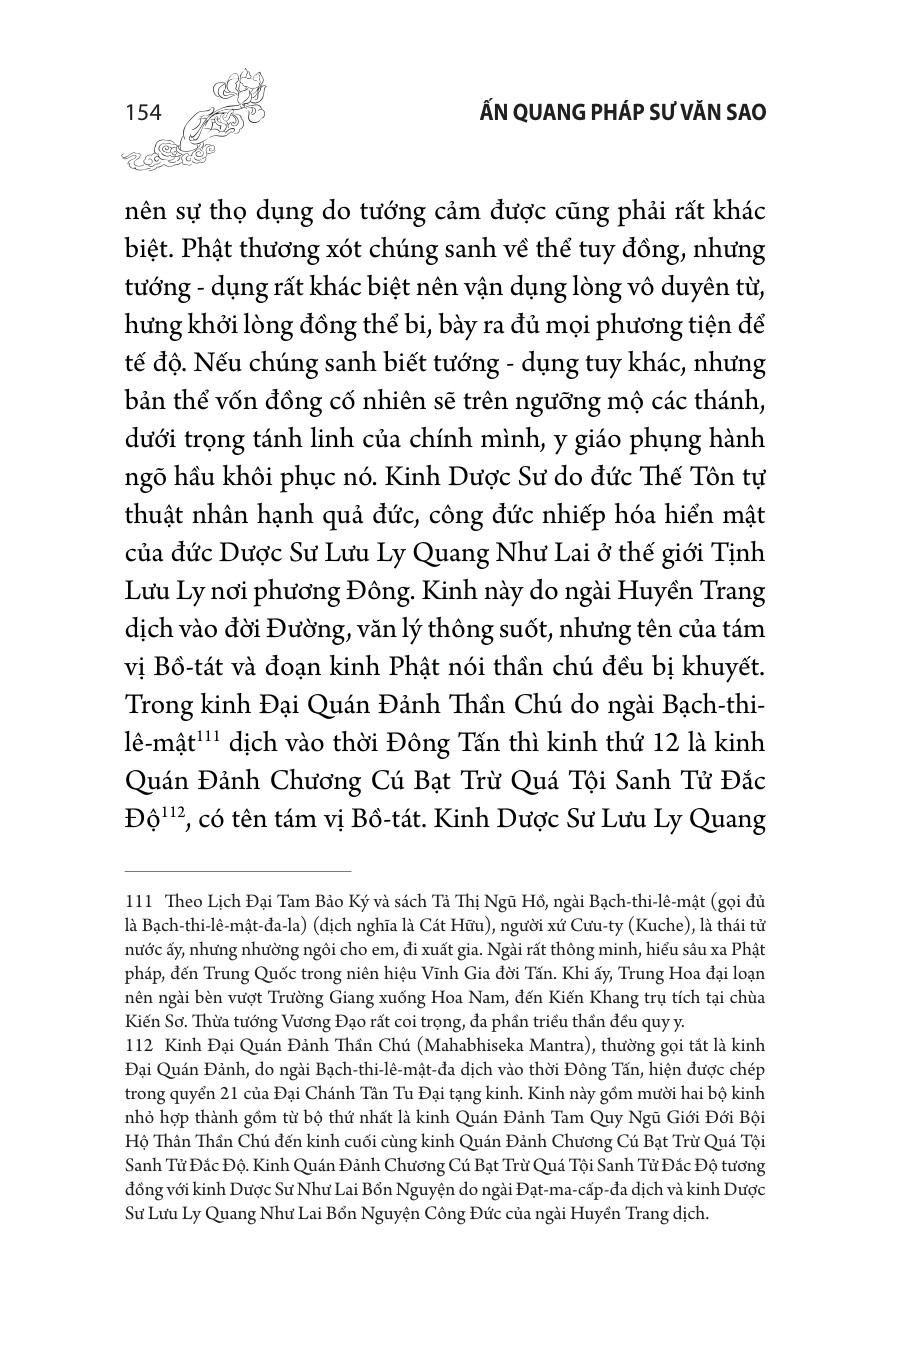 154
ẤN QUANG PHÁP SƯ VĂN SAO
nên sự thọ dụng do tướng cảm được cũng phải rất khác
biệt. Phật thương xót chúng sanh về thể tuy đồng, nhưng
tướng - dụng rất khác biệt nên vận dụng lòng vô duyên từ,
hưng khởi lòng đồng thể bi, bày ra đủ mọi phương tiện để
tế độ. Nếu chúng sanh biết tướng - dụng tuy khác, nhưng
bản thể vốn đồng cố nhiên sẽ trên ngưỡng mộ các thánh,
dưới trọng tánh linh của chính mình, y giáo phụng hành
ngõ hầu khôi phục nó. Kinh Dược Sư do đức Thế Tôn tự
thuật nhân hạnh quả đức, công đức nhiếp hóa hiển mật
của đức Dược Sư Lưu Ly Quang Như Lai ở thế giới Tịnh
Lưu Ly nơi phương Đông. Kinh này do ngài Huyền Trang
dịch vào đời Đường, văn lý thông suốt, nhưng tên của tám
vị Bồ-tát và đoạn kinh Phật nói thần chú đều bị khuyết.
Trong kinh Đại Quán Đảnh Thần Chú do ngài Bạch-thi-
lê-mật111 dịch vào thời Đông Tấn thì kinh thứ 12 là kinh
Quán Đảnh Chương Cú Bạt Trừ Quá Tội Sanh Tử Đắc
Độ112, có tên tám vị Bồ-tát. Kinh Dược Sư Lưu Ly Quang
111 Theo Lịch Đại Tam Bảo Ký và sách Tả Thị Ngũ Hồ, ngài Bạch-thi-lê-mật (gọi đủ
là Bạch-thi-lê-mật-đa-la) (dịch nghĩa là Cát Hữu), người xứ Cưu-ty (Kuche), là thái tử
nước ấy, nhưng nhường ngôi cho em, đi xuất gia. Ngài rất thông minh, hiểu sâu xa Phật
pháp, đến Trung Quốc trong niên hiệu Vĩnh Gia đời Tấn. Khi ấy, Trung Hoa đại loạn
nên ngài bèn vượt Trường Giang xuống Hoa Nam, đến Kiến Khang trụ tích tại chùa
Kiến Sơ. Thừa tướng Vương Đạo rất coi trọng, đa phần triều thần đều quy y.
112 Kinh Đại Quán Đảnh Thần Chú (Mahabhiseka Mantra), thường gọi tắt là kinh
Đại Quán Đảnh, do ngài Bạch-thi-lê-mật-đa dịch vào thời Đông Tấn, hiện được chép
trong quyển 21 của Đại Chánh Tân Tu Đại tạng kinh. Kinh này gồm mười hai bộ kinh
nhỏ hợp thành gồm từ bộ thứ nhất là kinh Quán Đảnh Tam Quy Ngũ Giới Đới Bội
Hộ Thân Thần Chú đến kinh cuối cùng kinh Quán Đảnh Chương Cú Bạt Trừ Quá Tội
Sanh Tử Đắc Độ. Kinh Quán Đảnh Chương Cú Bạt Trừ Quá Tội Sanh Tử Đắc Độ tương
đồng với kinh Dược Sư Như Lai Bổn Nguyện do ngài Đạt-ma-cấp-đa dịch và kinh Dược
Sư Lưu Ly Quang Như Lai Bổn Nguyện Công Đức của ngài Huyền Trang dịch.